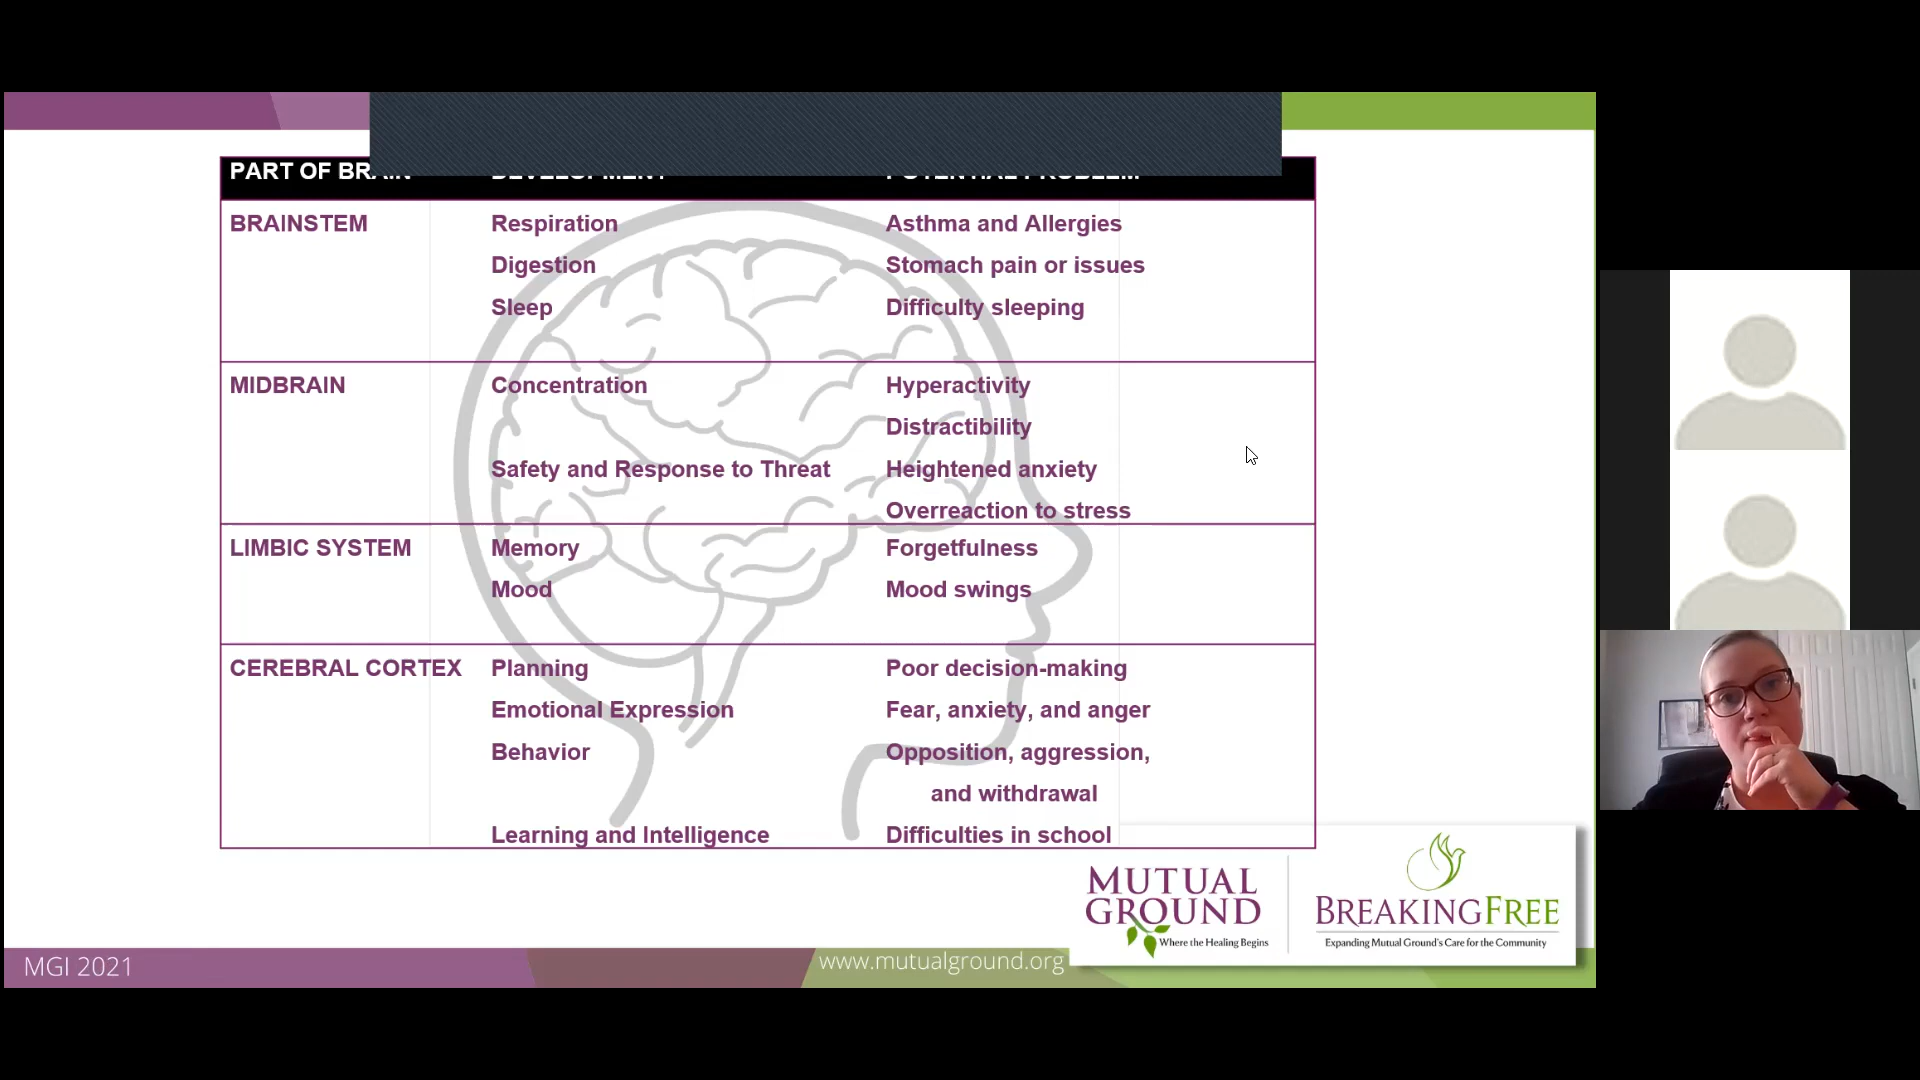 PART OF BRAIN DEVELOPMENT POTENTIAL PROBLEM
BRAINSTEM Respiration Asthma and Allergies
Digestion Stomach pain or issues
Sleep Difficulty sleeping
MIDBRAIN Concentration Hyperactivity
Distractibility
Safety and Response to Threat Heightened anxiety
Overreaction to stress
LIMBIC SYSTEM Memory Forgetfulness
Mood Mood swings
CEREBRAL CORTEX Planning Poor decision-making
Emotional Expression Fear, anxiety, and anger
Behavior Opposition, aggression,
and withdrawal
Learning and Intelligence Difficulties in school
MUTUAL
GROUND
Where the Healing Begins
BREAKINGFREE
Expanding Mutual Ground's Care for the Community
MGI 2021
www.mutualground.org